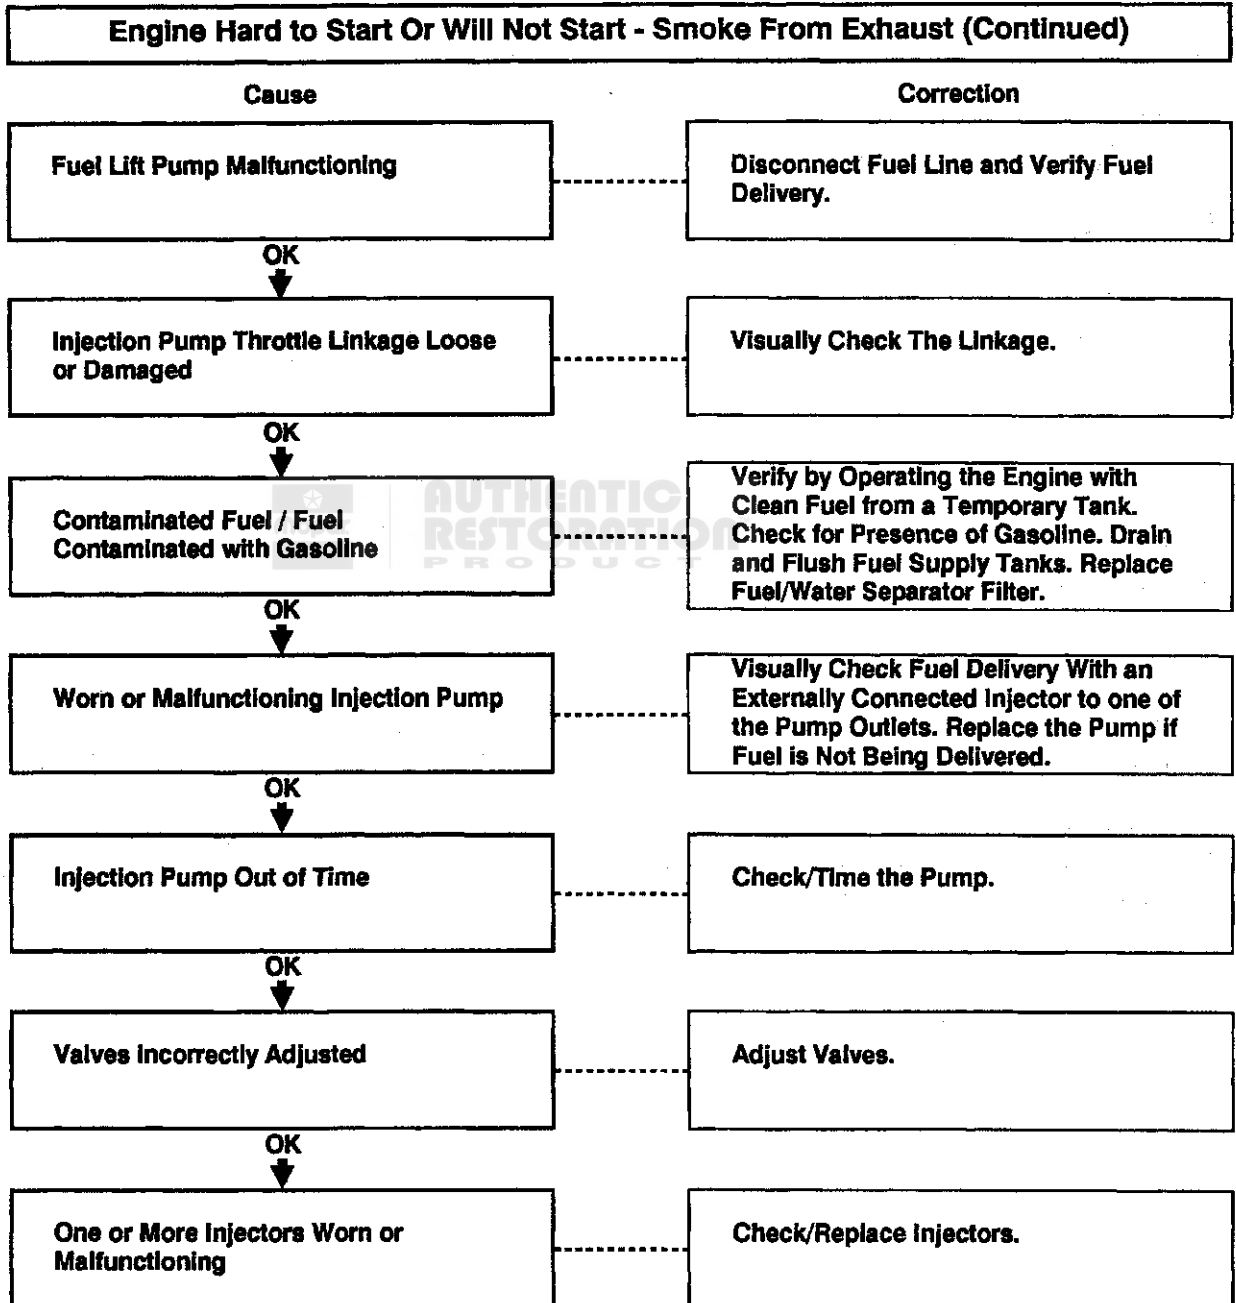 Engine Hard to Start Or Will Not Start - Smoke From Exhaust (Continued)
Cause
Correction
Fuel Lift Pump Malfunctioning
Disconnect Fuel Line and Verify Fuel
Delivery.
OK
Injection Pump Throttle Linkage Loose
or Damaged
Visually Check The Linkage.
OK
Contaminated Fuel / Fuel
Contaminated with Gasoline
Verify by Operating the Engine with
Clean Fuel from a Temporary Tank.
Check for Presence of Gasoline. Drain
and Flush Fuel Supply Tanks. Replace
Fuel/Water Separator Filter.
AUTHENTIC
RESTORATION
PRODUCT
OK
Worn or Malfunctioning Injection Pump
Visually Check Fuel Delivery With an
Externally Connected Injector to one of
the Pump Outlets. Replace the Pump if
Fuel is Not Being Delivered.
OK
Injection Pump Out of Time
Check/Time the Pump.
OK
Valves Incorrectly Adjusted
Adjust Valves.
OK
One or More Injectors Worn or
Malfunctioning
Check/Replace Injectors.